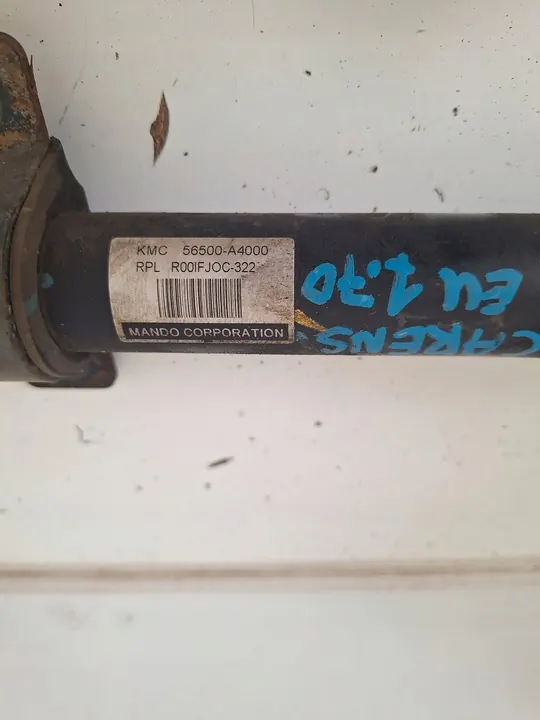 KMC 56500-A4000
RPL R00IFJOC-322
MANDO CORPORATION
CARENS
EU 1.70